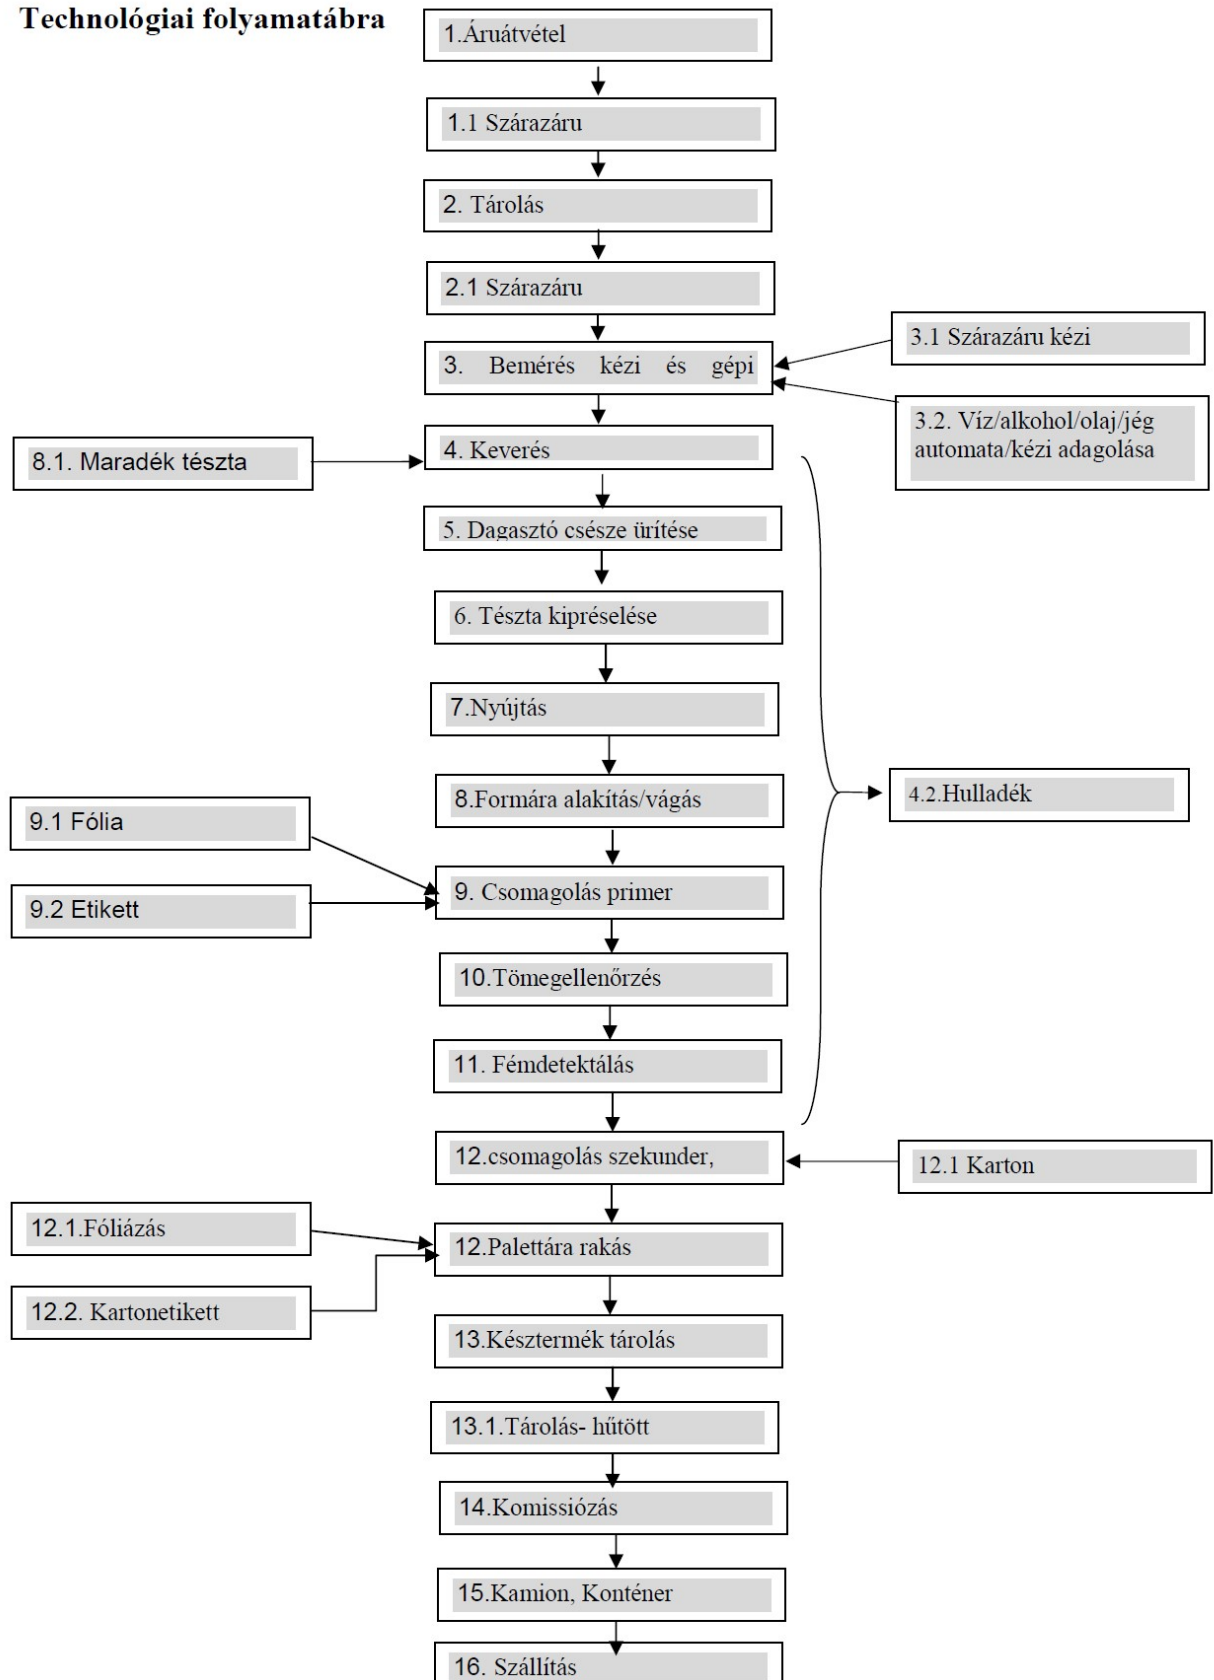 Technológiai folyamatábra
1.Áruátvétel
1.1 Szárazáru
2. Tárolás
2.1 Szárazáru
3.1 Szárazáru kézi
3. Bemérés kézi és gépi
3.2. Víz/alkohol/olaj/jég
automata/kézi adagolása
8.1. Maradék tészta
4. Keverés
5. Dagasztó csésze ürítése
6. Tészta kipréselése
7.Nyújtás
8.Formára alakítás/vágás
4.2.Hulladék
9.1 Fólia
9. Csomagolás primer
9.2 Etikett
10.Tömegellenőrzés
11. Fémdetektálás
12.csomagolás szekunder,
12.1 Karton
12.1.Fóliázás
12.Palettára rakás
12.2. Kartonetikett
13.Késztermék tárolás
13.1.Tárolás- hűtött
14.Komissiózás
15.Kamion, Konténer
16. Szállítás